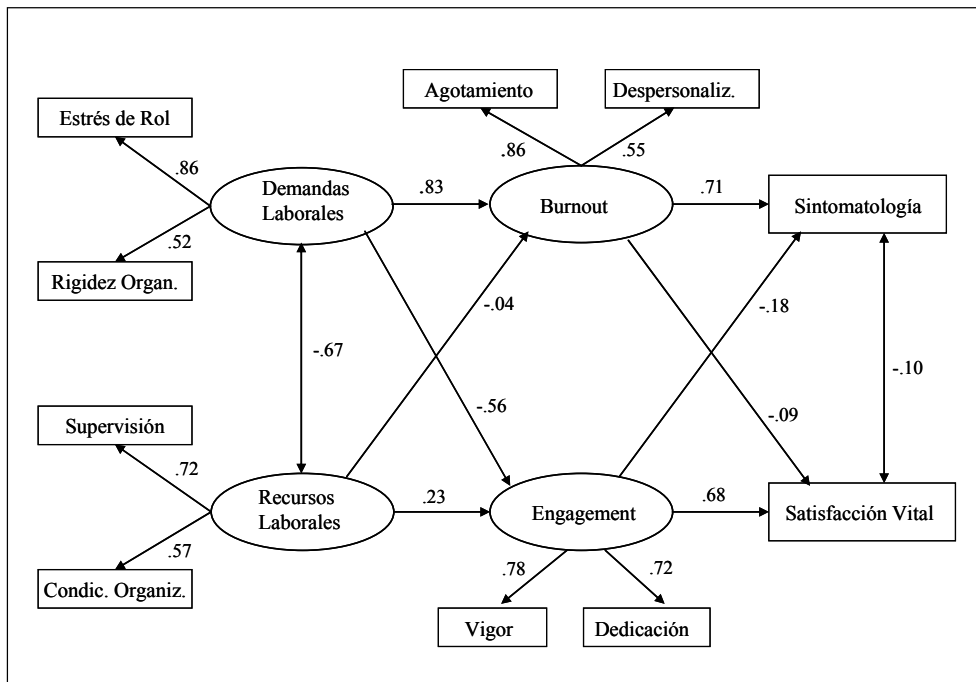 Agotamiento
Despersonaliz.
Estrés de Rol
.86
.55
.86
Demandas
Laborales
.83
Burnout
.71
Sintomatología
.52
Rigidez Organ.
-.04
-.18
-.67
-.10
-.56
-.09
Supervisión
.72
Recursos
Laborales
.23
Engagement
.68
Satisfacción Vital
.57
Condic. Organiz.
.78
.72
Vigor
Dedicación